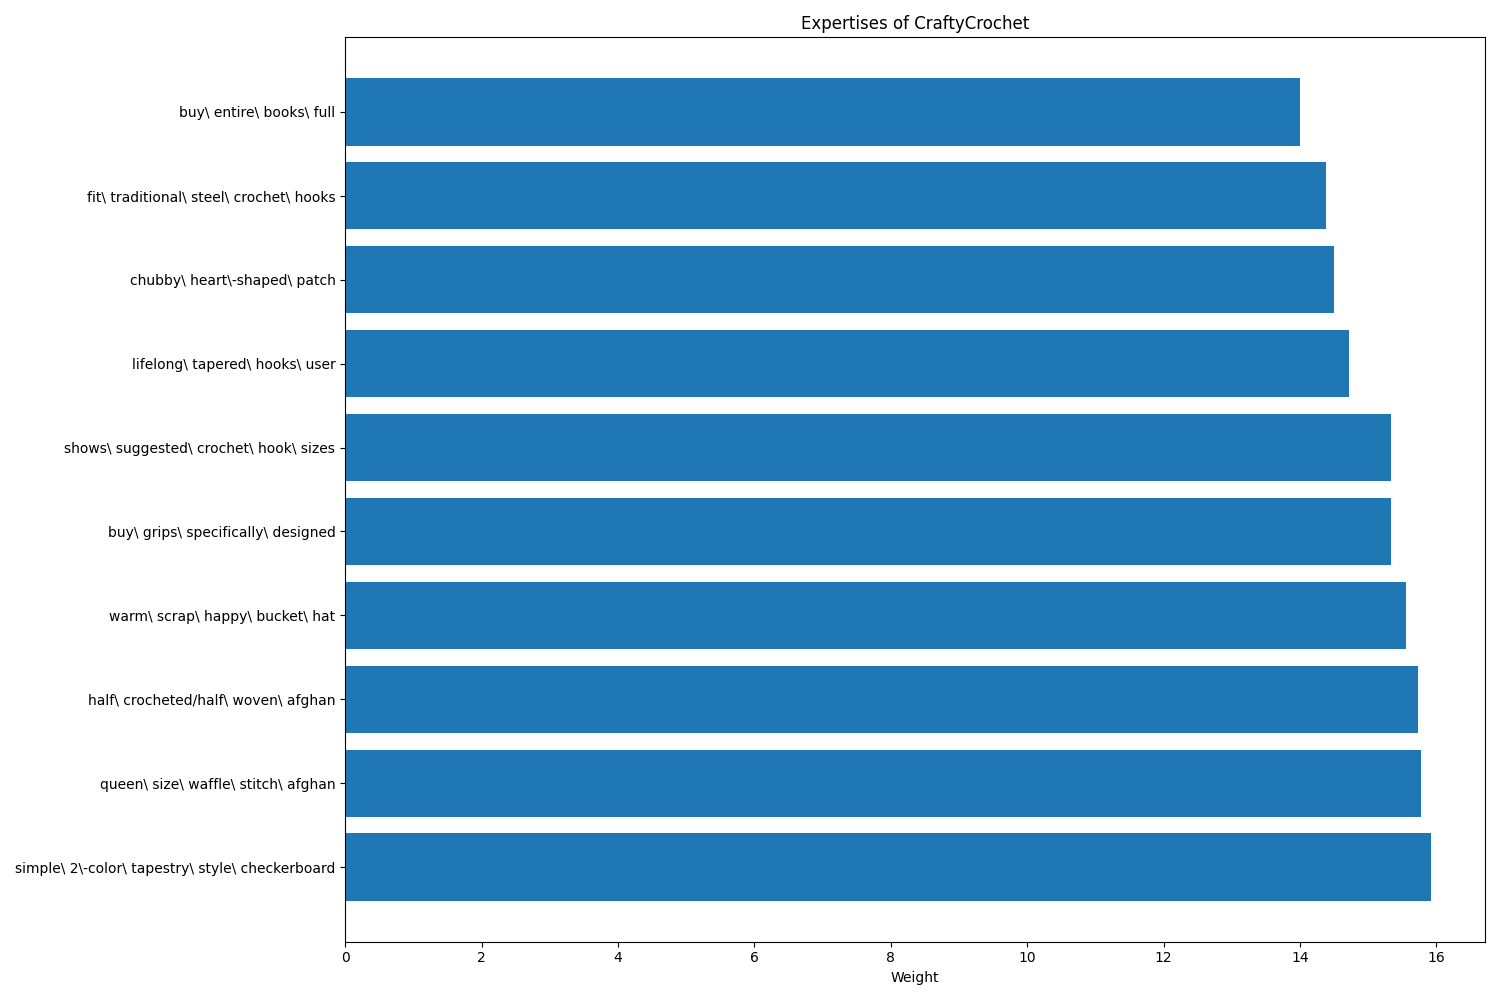 Expertises of CraftyCrochet
buy\ entire\ books\ full
fit\ traditional\ steel\ crochet\ hooks
chubby\ heart\-shaped\ patch
lifelong\ tapered\ hooks\ user
shows\ suggested\ crochet\ hook\ sizes
buy\ grips\ specifically\ designed
warm\ scrap\ happy\ bucket\ hat
half\ crocheted/half\ woven\ afghan
queen\ size\ waffle\ stitch\ afghan
simple\ 2\-color\ tapestry\ style\ checkerboard
0 2 4 6 8 10 12 14 16
Weight